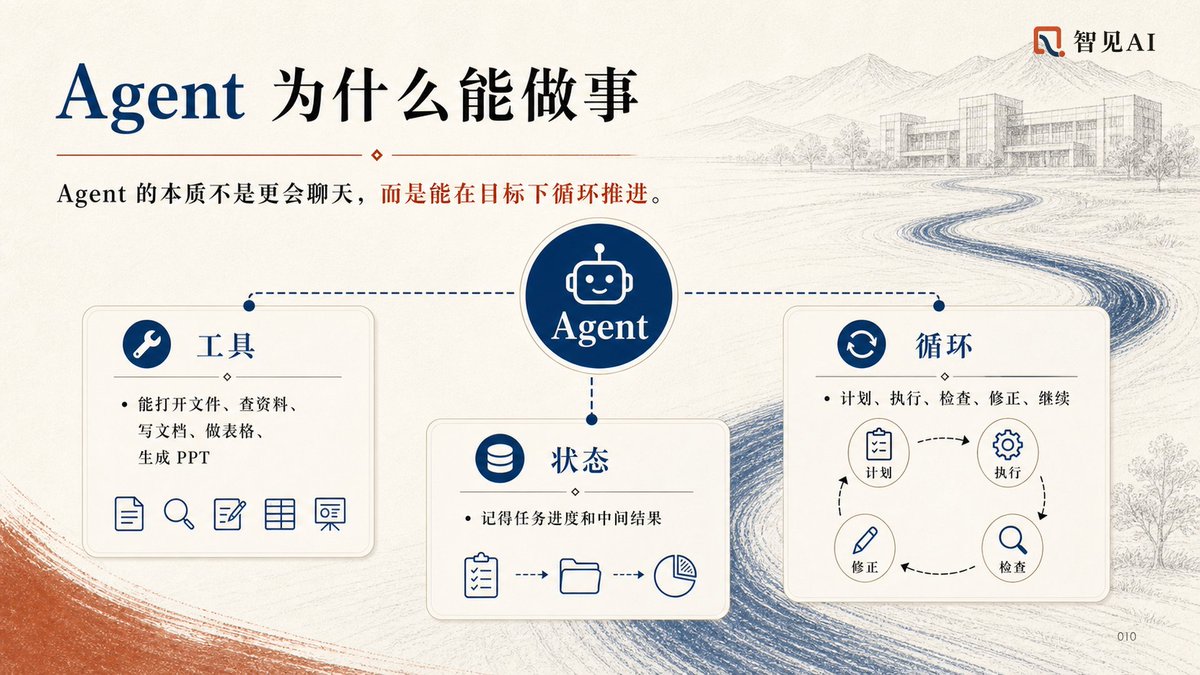 智见AI
Agent 为什么能做事
Agent 的本质不是更会聊天，而是能在目标下循环推进。
Agent
工具
• 能打开文件、查资料、
写文档、做表格、
生成 PPT
状态
• 记得任务进度和中间结果
循环
• 计划、执行、检查、修正、继续
计划
执行
修正
检查
010